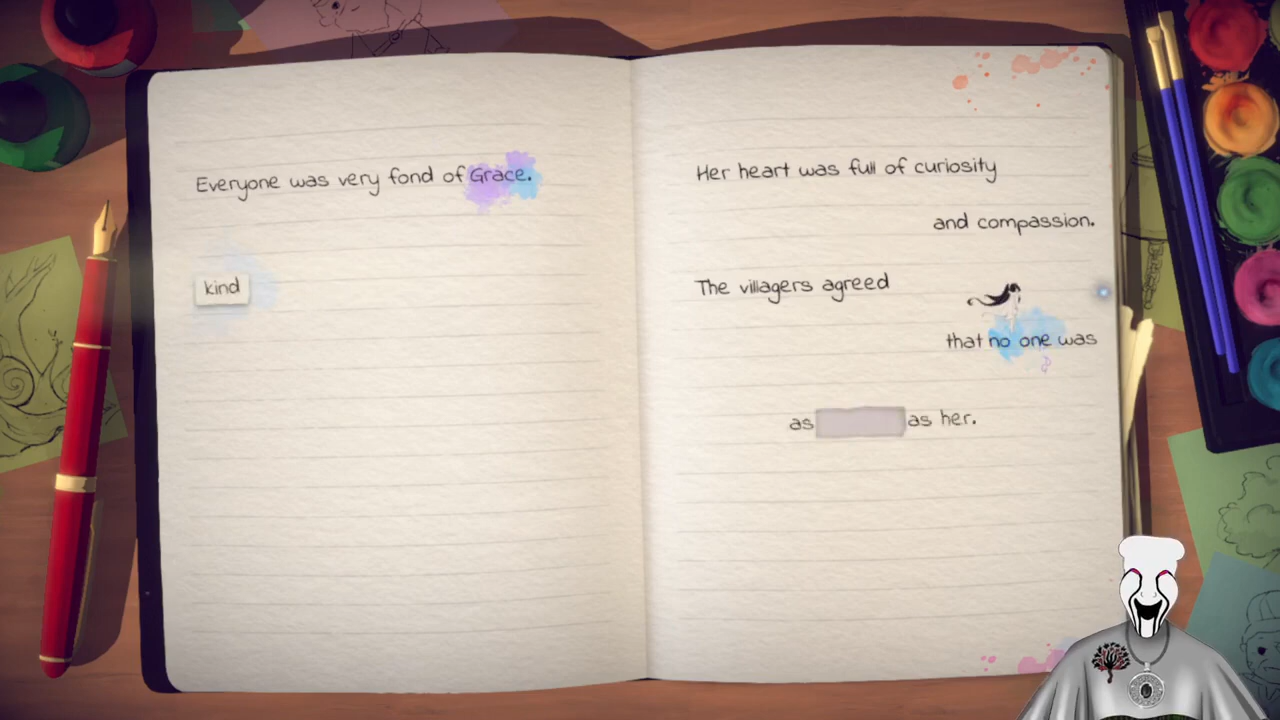 Everyone was very fond of Grace.
kind
Her heart was full of curiosity
and compassion.
The villagers agreed
that no one was
as as her.